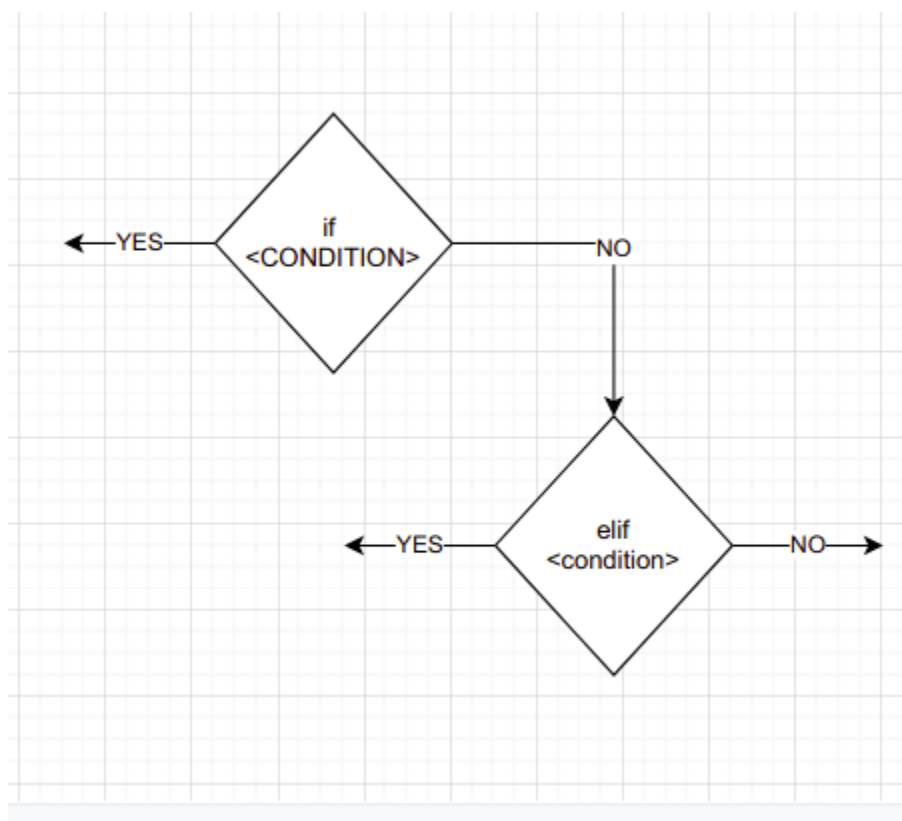 if
<CONDITION>
YES
NO
elif
<condition>
YES
NO